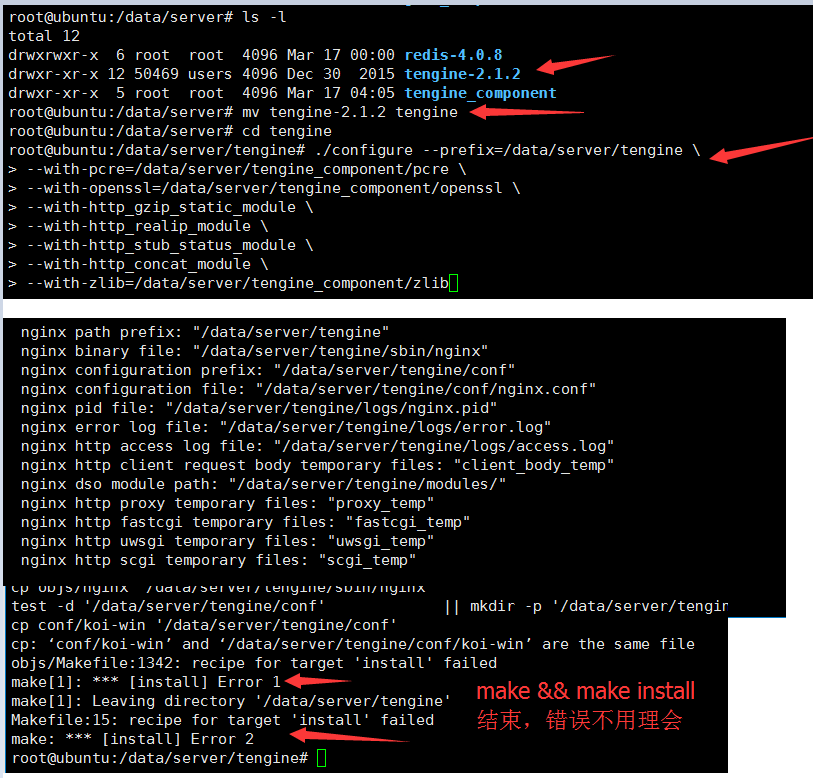 root@ubuntu:/data/server# ls -l
total 12
drwxrwxr-x  6 root  root  4096 Mar 17 00:00 redis-4.0.8
drwxr-xr-x 12 50469 users 4096 Dec 30  2015 tengine-2.1.2
drwxr-xr-x  5 root  root  4096 Mar 17 04:05 tengine_component
root@ubuntu:/data/server# mv tengine-2.1.2 tengine
root@ubuntu:/data/server# cd tengine
root@ubuntu:/data/server/tengine# ./configure --prefix=/data/server/tengine \
> --with-pcre=/data/server/tengine_component/pcre \
> --with-openssl=/data/server/tengine_component/openssl \
> --with-http_gzip_static_module \
> --with-http_realip_module \
> --with-http_stub_status_module \
> --with-http_concat_module \
> --with-zlib=/data/server/tengine_component/zlib
nginx path prefix: "/data/server/tengine"
nginx binary file: "/data/server/tengine/sbin/nginx"
nginx configuration prefix: "/data/server/tengine/conf"
nginx configuration file: "/data/server/tengine/conf/nginx.conf"
nginx pid file: "/data/server/tengine/logs/nginx.pid"
nginx error log file: "/data/server/tengine/logs/error.log"
nginx http access log file: "/data/server/tengine/logs/access.log"
nginx http client request body temporary files: "client_body_temp"
nginx dso module path: "/data/server/tengine/modules/"
nginx http proxy temporary files: "proxy_temp"
nginx http fastcgi temporary files: "fastcgi_temp"
nginx http uwsgi temporary files: "uwsgi_temp"
nginx http scgi temporary files: "scgi_temp"
cp objs/nginx '/data/server/tengine/sbin/nginx'
test -d '/data/server/tengine/conf'             || mkdir -p '/data/server/tengin
cp conf/koi-win '/data/server/tengine/conf'
cp: ‘conf/koi-win’ and ‘/data/server/tengine/conf/koi-win’ are the same file
objs/Makefile:1342: recipe for target 'install' failed
make[1]: *** [install] Error 1
make[1]: Leaving directory '/data/server/tengine'
Makefile:15: recipe for target 'install' failed
make: *** [install] Error 2
root@ubuntu:/data/server/tengine#
make && make install
结束，错误不用理会